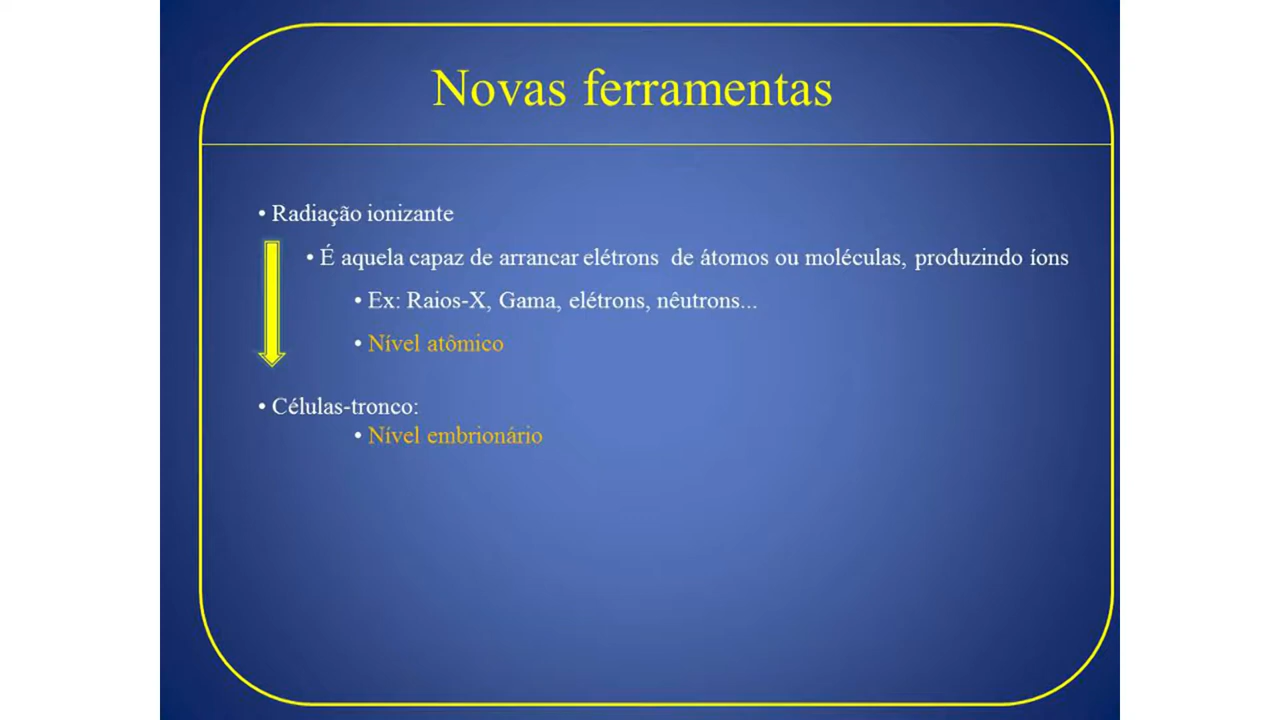 Novas ferramentas
• Radiação ionizante
• É aquela capaz de arrancar elétrons de átomos ou moléculas, produzindo íons
• Ex: Raios-X, Gama, elétrons, nêutrons...
• Nível atômico
• Células-tronco:
• Nível embrionário